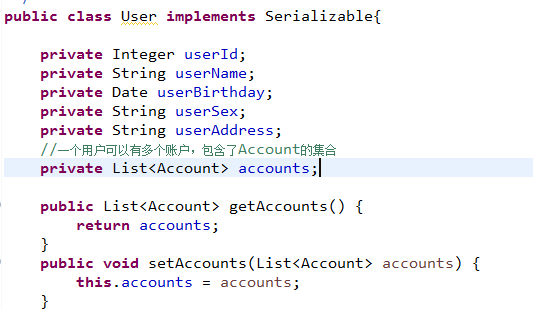 public class User implements Serializable{
private Integer userId;
private String userName;
private Date userBirthday;
private String userSex;
private String userAddress;
//一个用户可以有多个账户，包含了Account的集合
private List<Account> accounts;
public List<Account> getAccounts() {
return accounts;
}
public void setAccounts(List<Account> accounts) {
this.accounts = accounts;
}